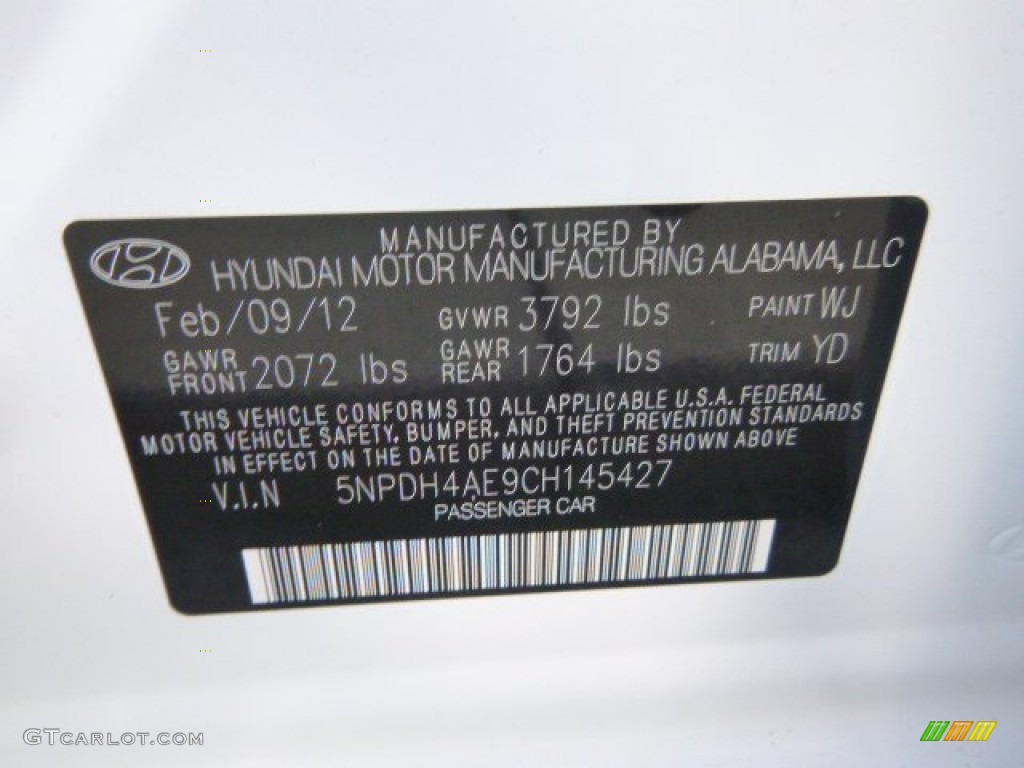 MANUFACTURED BY
HYUNDAI MOTOR MANUFACTURING ALABAMA, LLC
Feb/09/12 GVWR 3792 lbs PAINT WJ
GAWR FRONT 2072 lbs GAWR REAR 1764 lbs TRIM YD
THIS VEHICLE CONFORMS TO ALL APPLICABLE U.S.A. FEDERAL
MOTOR VEHICLE SAFETY, BUMPER, AND THEFT PREVENTION STANDARDS
IN EFFECT ON THE DATE OF MANUFACTURE SHOWN ABOVE
V.I.N 5NPDH4AE9CH145427
PASSENGER CAR
GTCARLOT.COM